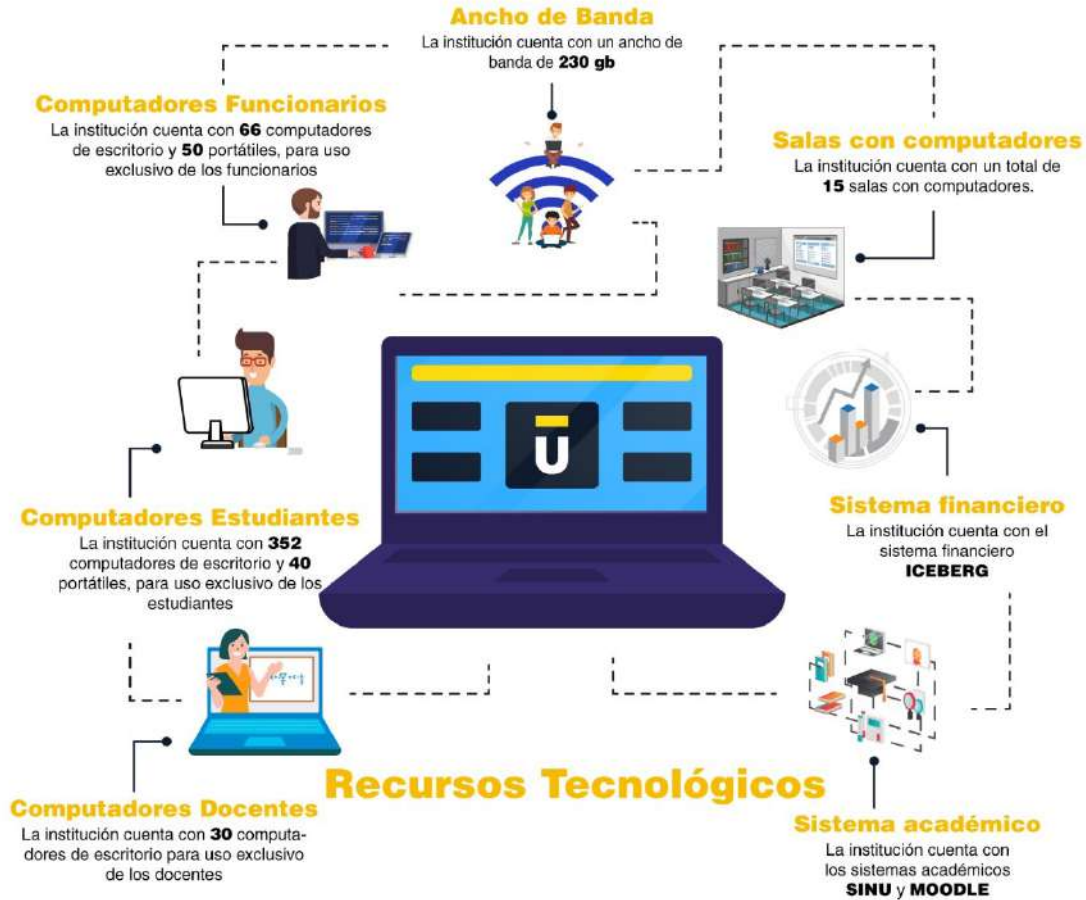 Ancho de Banda
La institución cuenta con un ancho de
banda de 230 gb
Computadores Funcionarios
La institución cuenta con 66 computadores
de escritorio y 50 portátiles, para uso
exclusivo de los funcionarios
Salas con computadores
La institución cuenta con un total de
15 salas con computadores.
Ū
Computadores Estudiantes
La institución cuenta con 352
computadores de escritorio y 40
portátiles, para uso exclusivo de los
estudiantes
Sistema financiero
La institución cuenta con el
sistema financiero
ICEBERG
Recursos Tecnológicos
Computadores Docentes
La institución cuenta con 30 computa-
dores de escritorio para uso exclusivo
de los docentes
Sistema académico
La institución cuenta con
los sistemas académicos
SINU y MOODLE